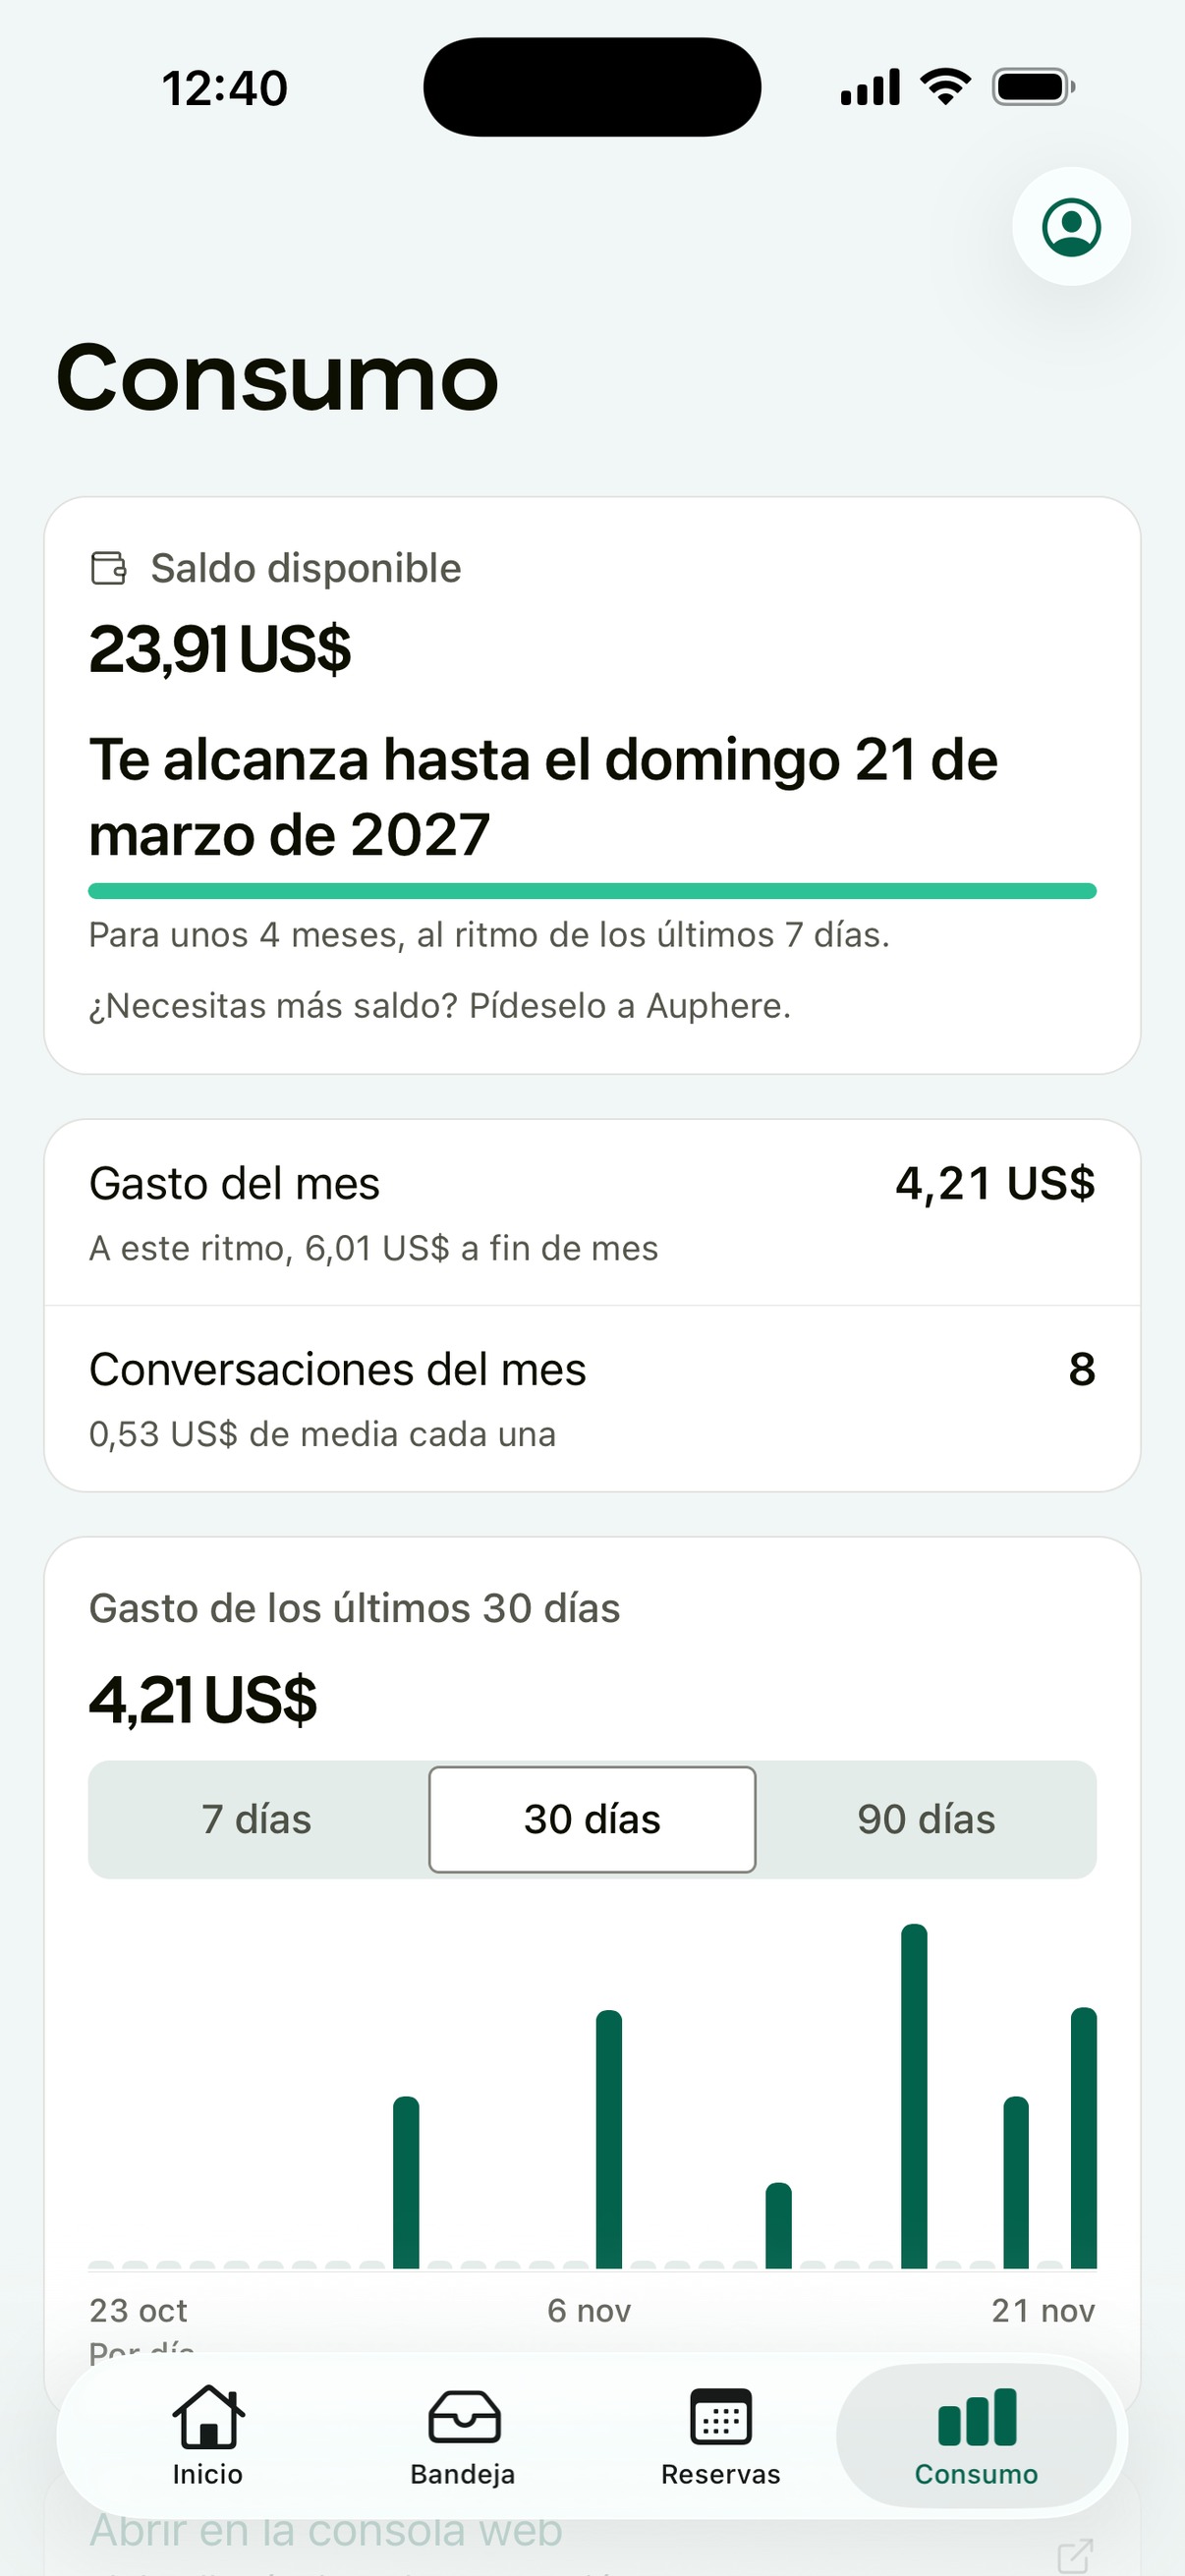 12:40
Consumo
Saldo disponible
23,91 US$
Te alcanza hasta el domingo 21 de
marzo de 2027
Para unos 4 meses, al ritmo de los últimos 7 días.
¿Necesitas más saldo? Pídeselo a Auphere.
Gasto del mes
4,21 US$
A este ritmo, 6,01 US$ a fin de mes
Conversaciones del mes
8
0,53 US$ de media cada una
Gasto de los últimos 30 días
4,21 US$
7 días
30 días
90 días
23 oct
6 nov
21 nov
Por día
Inicio
Bandeja
Reservas
Consumo
Abrir en la consola web